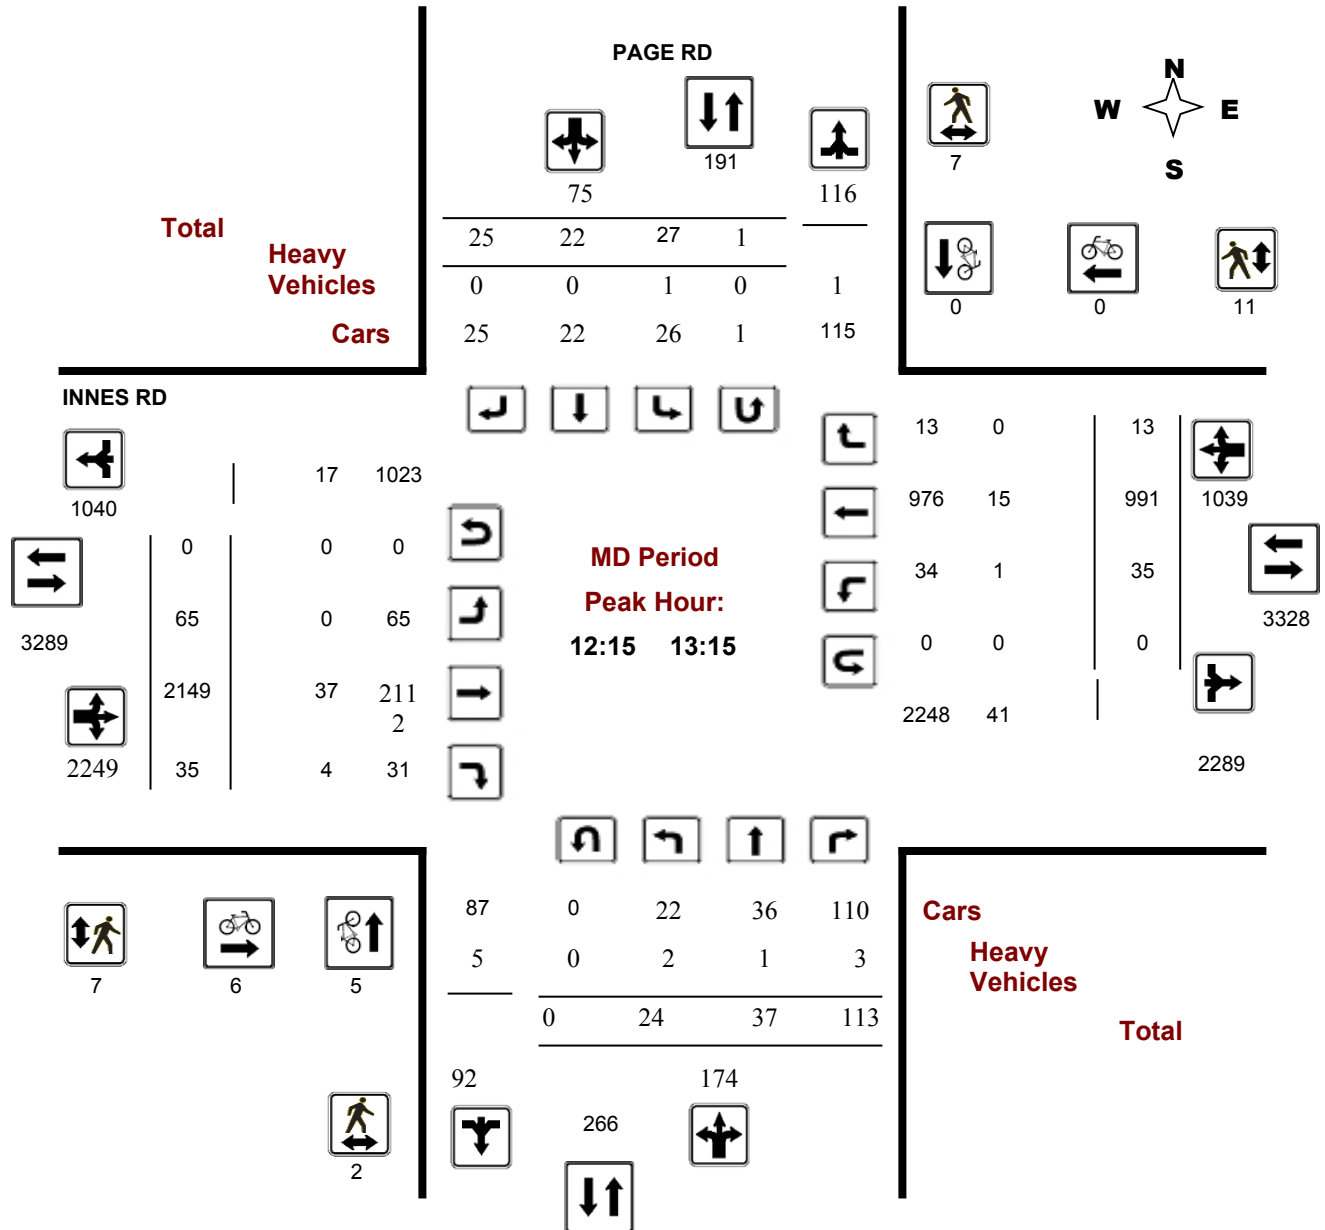 PAGE RD
N
W E
S
191
7
75
116
Total
25 22 27 1
Heavy
Vehicles
0 0 1 0 1
0 0 11
Cars
25 22 26 1 115
INNES RD
13 0 13
17 1023
1040
976 15 991 1039
0 0 0
MD Period
34 1 35
Peak Hour:
65 0 65
3328
3289
12:15 13:15
0 0 0
2149 37 211
2
2248 41
2249 35 4 31
2289
87 0 22 36 110
Cars
5 0 2 1 3
Heavy
Vehicles
7 6 5
0 24 37 113
Total
92 174
266
2